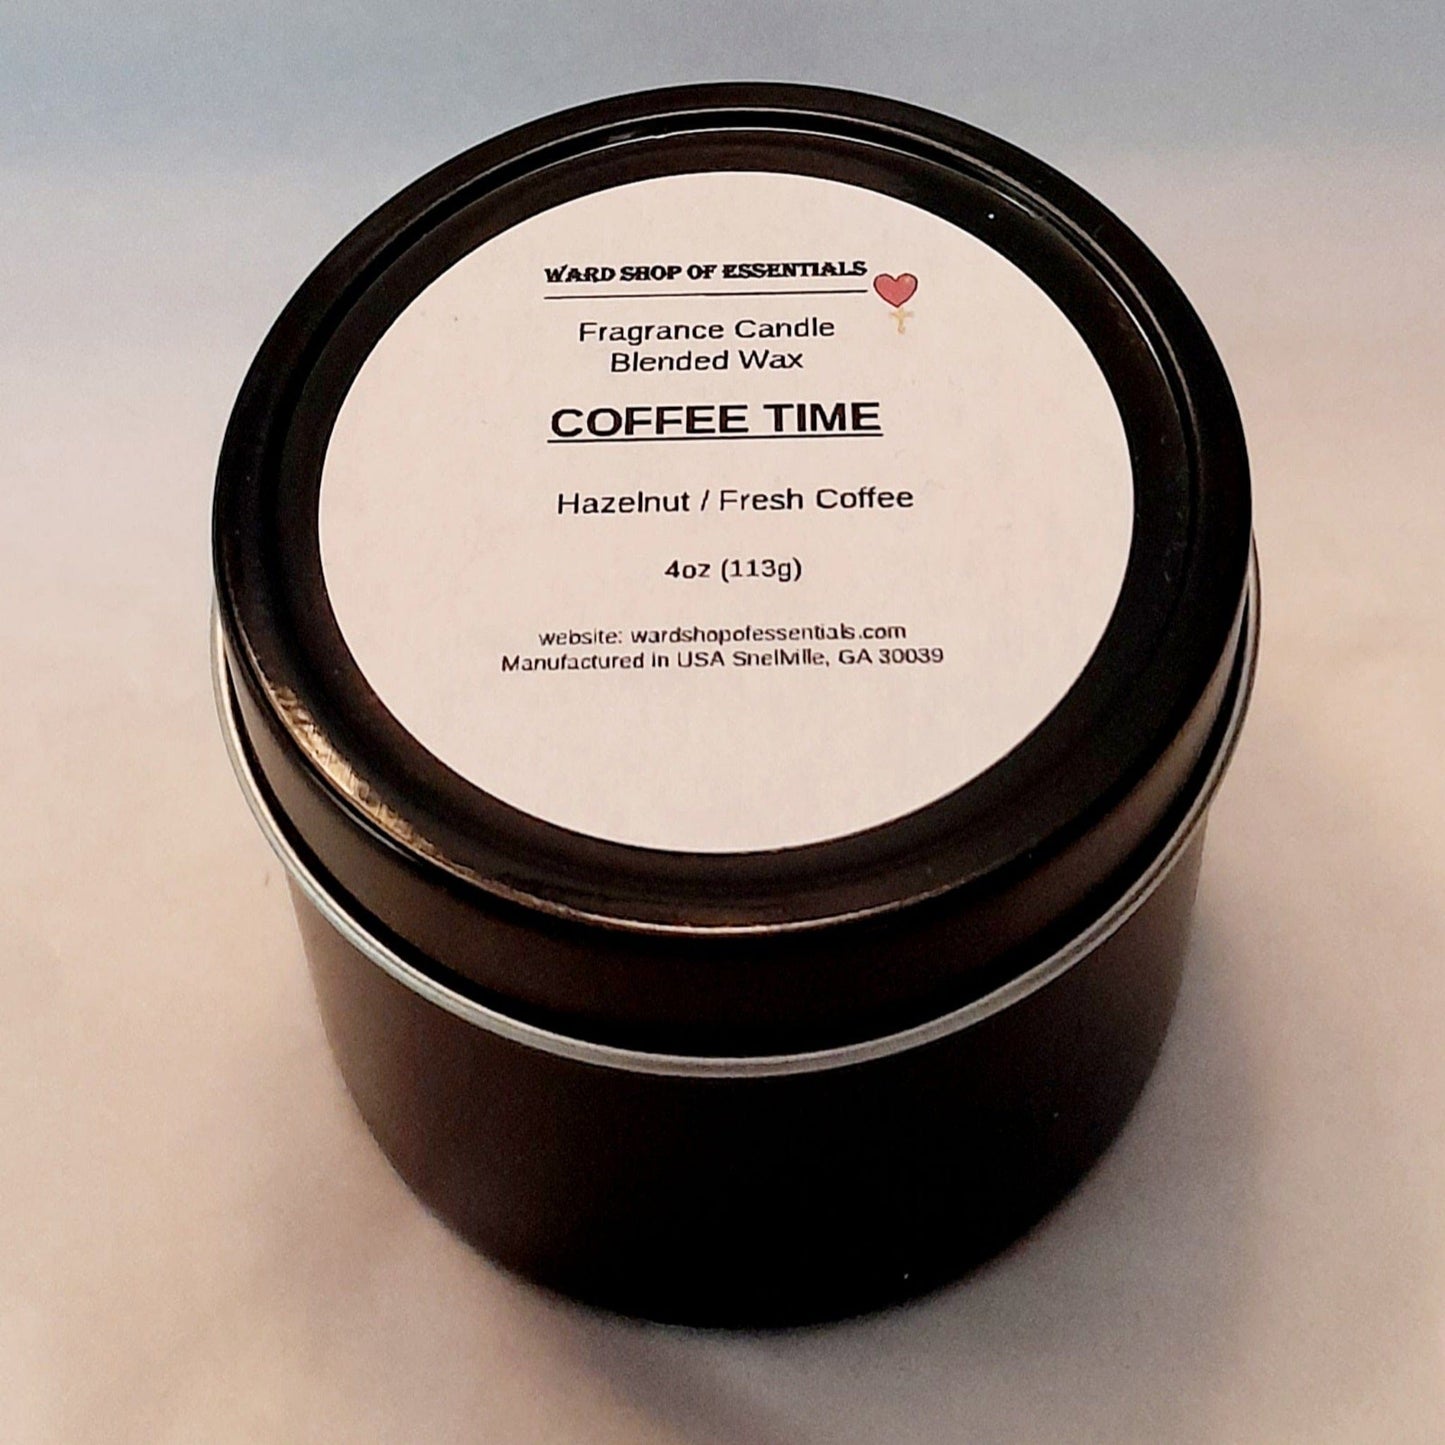 WARD SHOP OF ESSENTIALS
Fragrance Candle
Blended Wax
COFFEE TIME
Hazelnut / Fresh Coffee
4oz (113g)
website: wardshopofessentials.com
Manufactured in USA Snellville, GA 30039